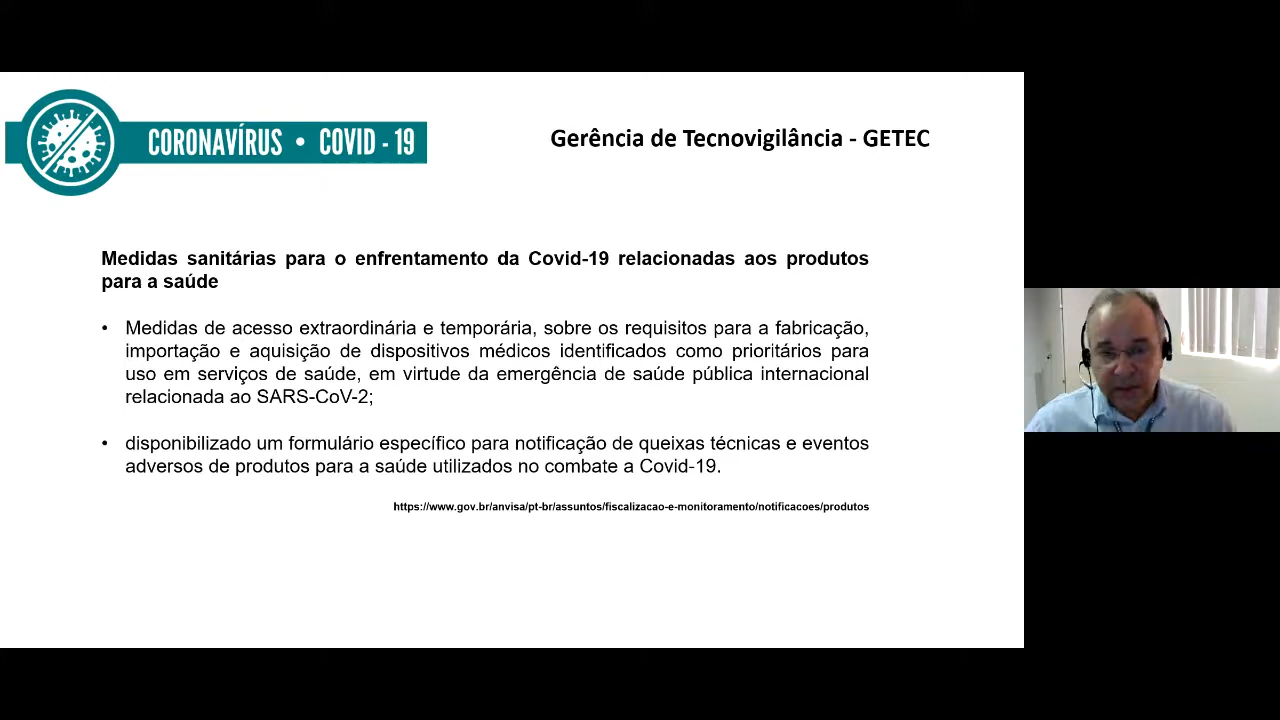 CORONAVÍRUS • COVID - 19
Gerência de Tecnovigilância - GETEC
Medidas sanitárias para o enfrentamento da Covid-19 relacionadas aos produtos
para a saúde
• Medidas de acesso extraordinária e temporária, sobre os requisitos para a fabricação,
importação e aquisição de dispositivos médicos identificados como prioritários para
uso em serviços de saúde, em virtude da emergência de saúde pública internacional
relacionada ao SARS-CoV-2;
• disponibilizado um formulário específico para notificação de queixas técnicas e eventos
adversos de produtos para a saúde utilizados no combate a Covid-19.
https://www.gov.br/anvisa/pt-br/assuntos/fiscalizacao-e-monitoramento/notificacoes/produtos